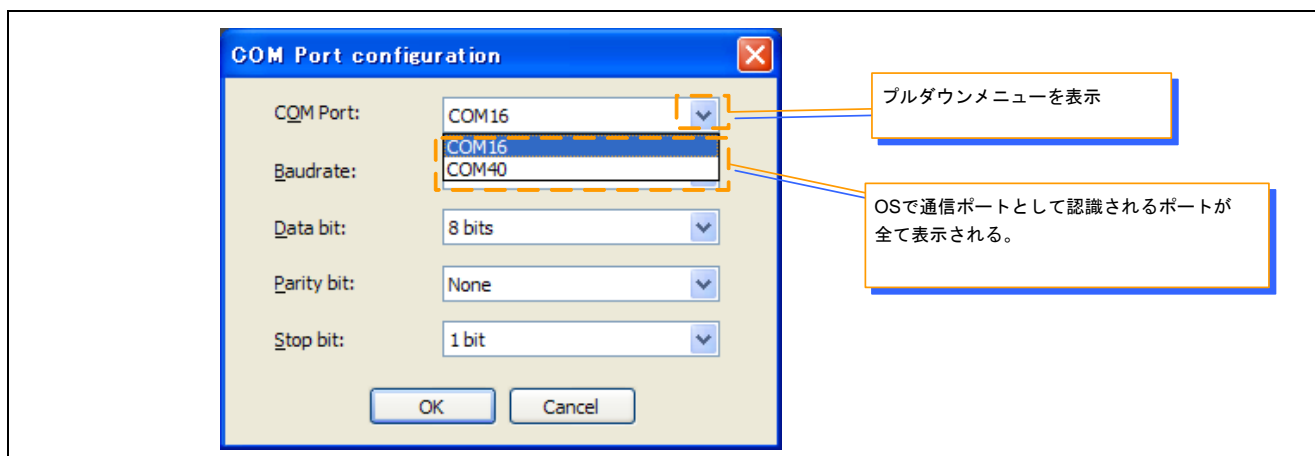 COM Port configuration
COM Port:
COM16
COM16
COM40
Baudrate:
Data bit:
8 bits
Parity bit:
None
Stop bit:
1 bit
OK
Cancel
プルダウンメニューを表示
OSで通信ポートとして認識されるポートが
全て表示される。